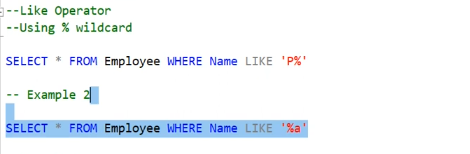 --Like Operator
--Using % wildcard
SELECT * FROM Employee WHERE Name LIKE 'P%'
-- Example 2
SELECT * FROM Employee WHERE Name LIKE '%a'